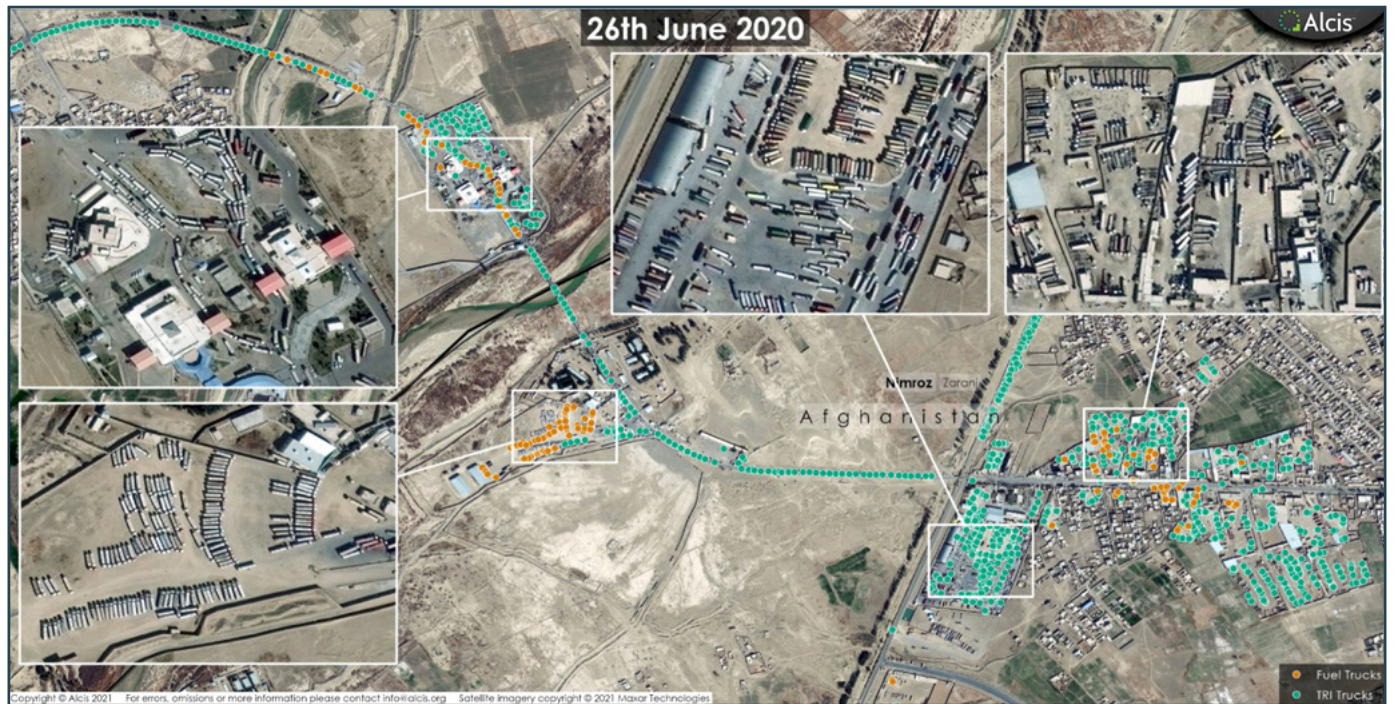 26th June 2020
Alcis
Nimroz Zaranj
Afghanistan
Fuel Trucks
TRI Trucks
Copyright © Alcis 2021 For errors, omissions or more information please contact info@alcis.org Satellite imagery copyright © 2021 Maxar Technologies